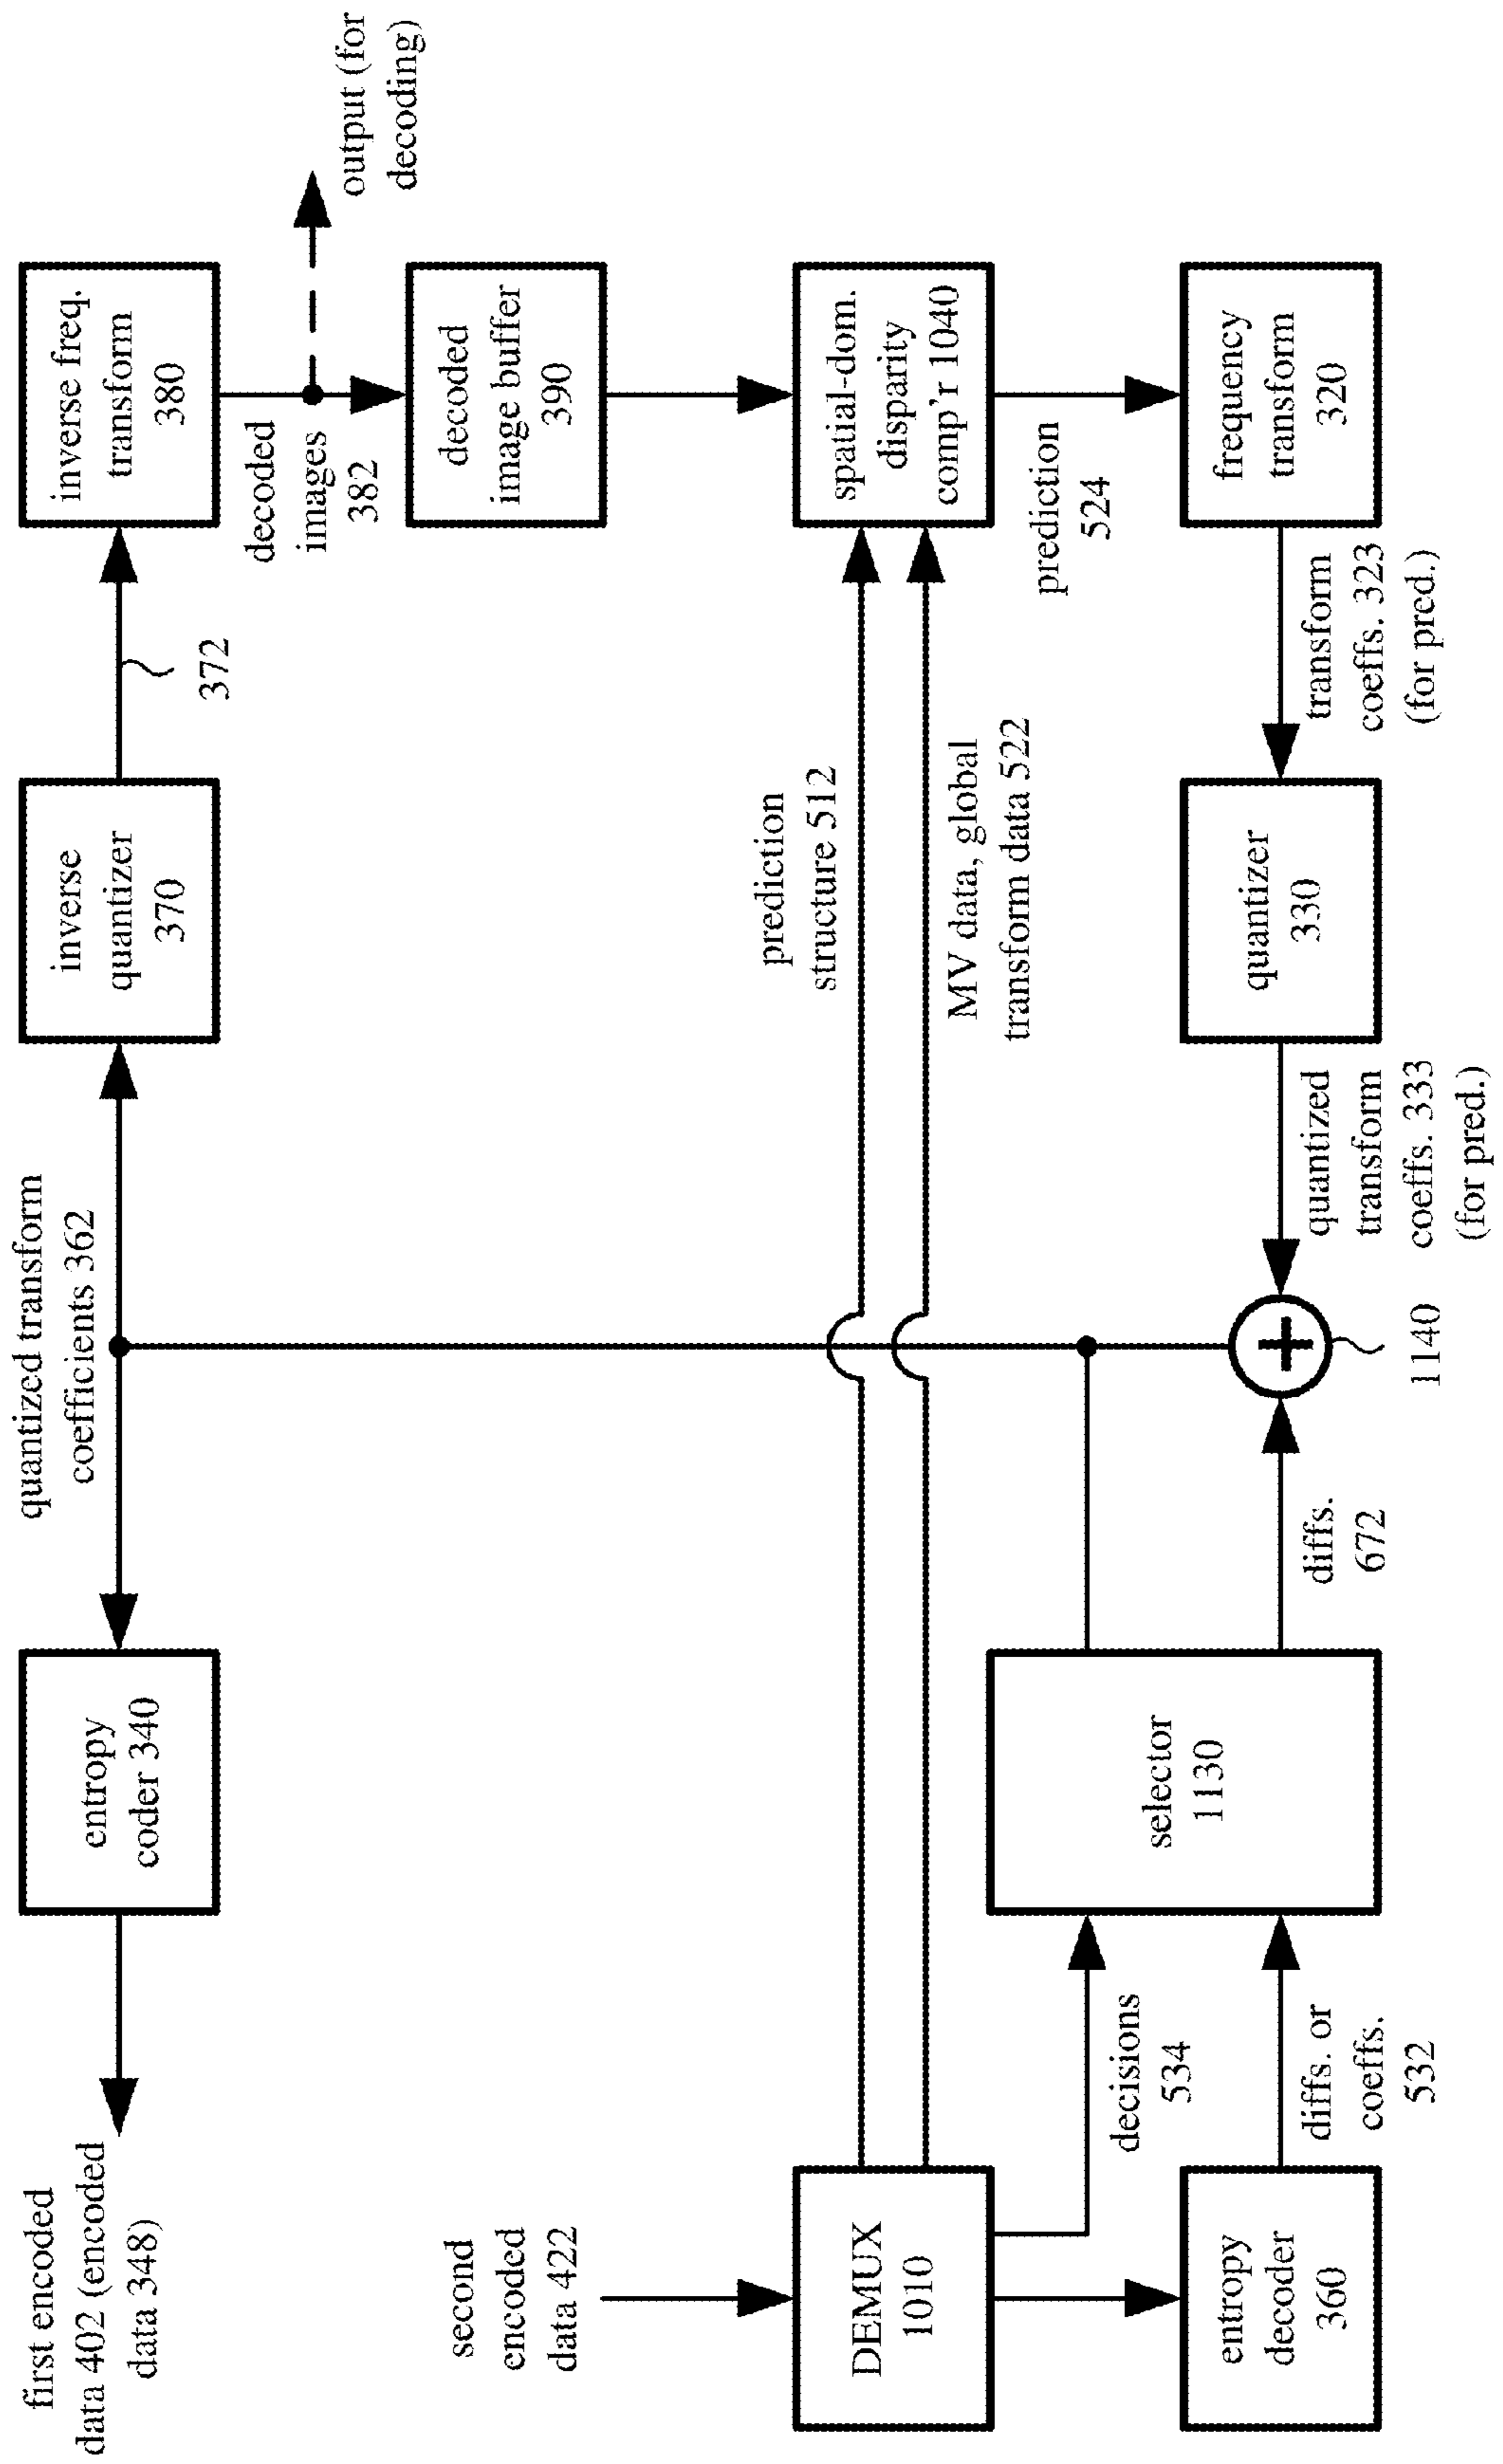 first encoded
data 402 (encoded
data 348)
entropy
coder 340
quantized transform
coefficients 362
inverse
quantizer
370
372
inverse freq.
transform
380
decoded
images
382
output (for
decoding)
decoded
image buffer
390
second
encoded
data 422
DEMUX
1010
prediction
structure 512
MV data, global
transform data 522
spatial-dom.
disparity
comp'r 1040
prediction
524
decisions
534
entropy
decoder
360
diffs. or
coeffs.
532
selector
1130
diffs.
672
1140
quantized
transform
coeffs. 333
(for pred.)
quantizer
330
transform
coeffs. 323
(for pred.)
frequency
transform
320
+